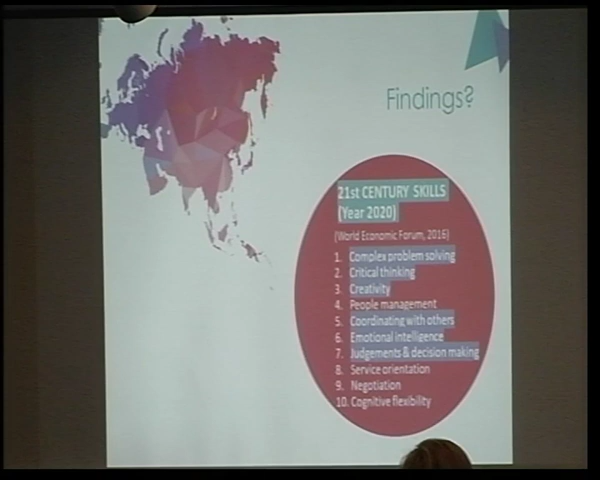 Findings?
21st CENTURY SKILLS
(Year 2020)
(World Economic Forum, 2016)
1. Complex problem solving
2. Critical thinking
3. Creativity
4. People management
5. Coordinating with others
6. Emotional intelligence
7. Judgements & decision making
8. Service orientation
9. Negotiation
10. Cognitive flexibility